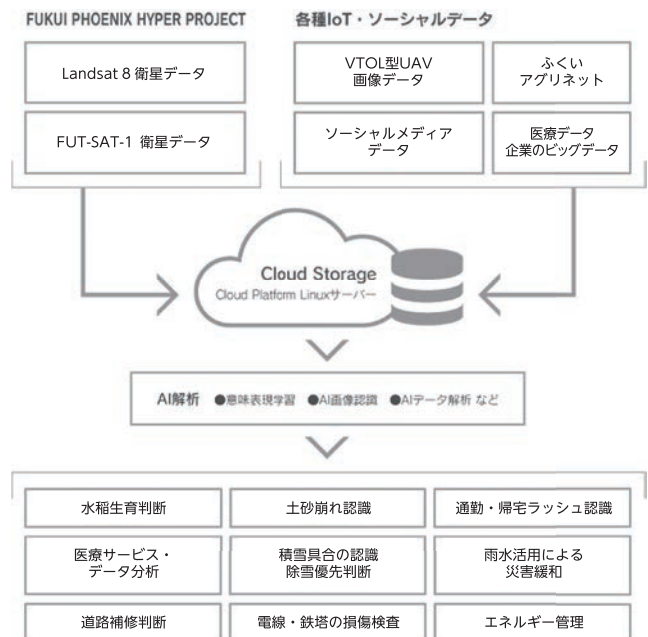 FUKUI PHOENIX HYPER PROJECT
Landsat 8 衛星データ
FUT-SAT-1 衛星データ
各種IoT・ソーシャルデータ
VTOL型UAV
画像データ
ふくい
アグリネット
ソーシャルメディア
データ
医療データ
企業のビッグデータ
Cloud Storage
Cloud Platform Linuxサーバー
AI解析 ●意味表現学習 ●AI画像認識 ●AIデータ解析 など
水稲生育判断
土砂崩れ認識
通勤・帰宅ラッシュ認識
医療サービス・
データ分析
積雪具合の認識
除雪優先判断
雨水活用による
災害緩和
道路補修判断
電線・鉄塔の損傷検査
エネルギー管理